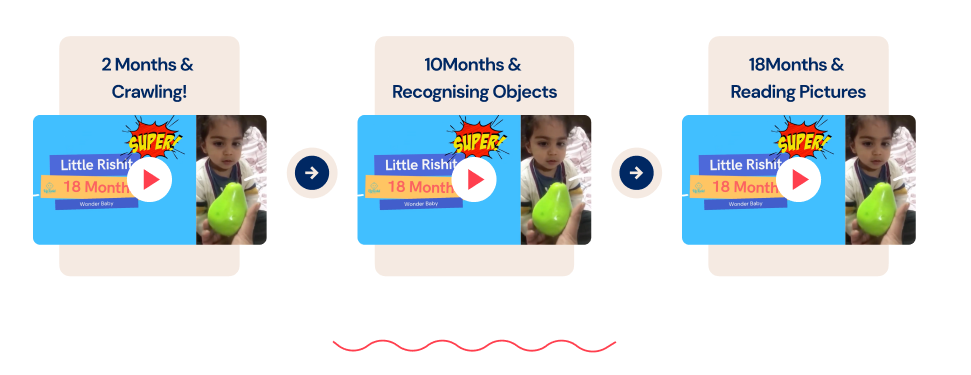 2 Months &
Crawling!
SUPER!
Little Rishit
18 Month
Wonder Baby
10Months &
Recognising Objects
SUPER!
Little Rishit
18 Month
Wonder Baby
18Months &
Reading Pictures
SUPER!
Little Rishit
18 Month
Wonder Baby